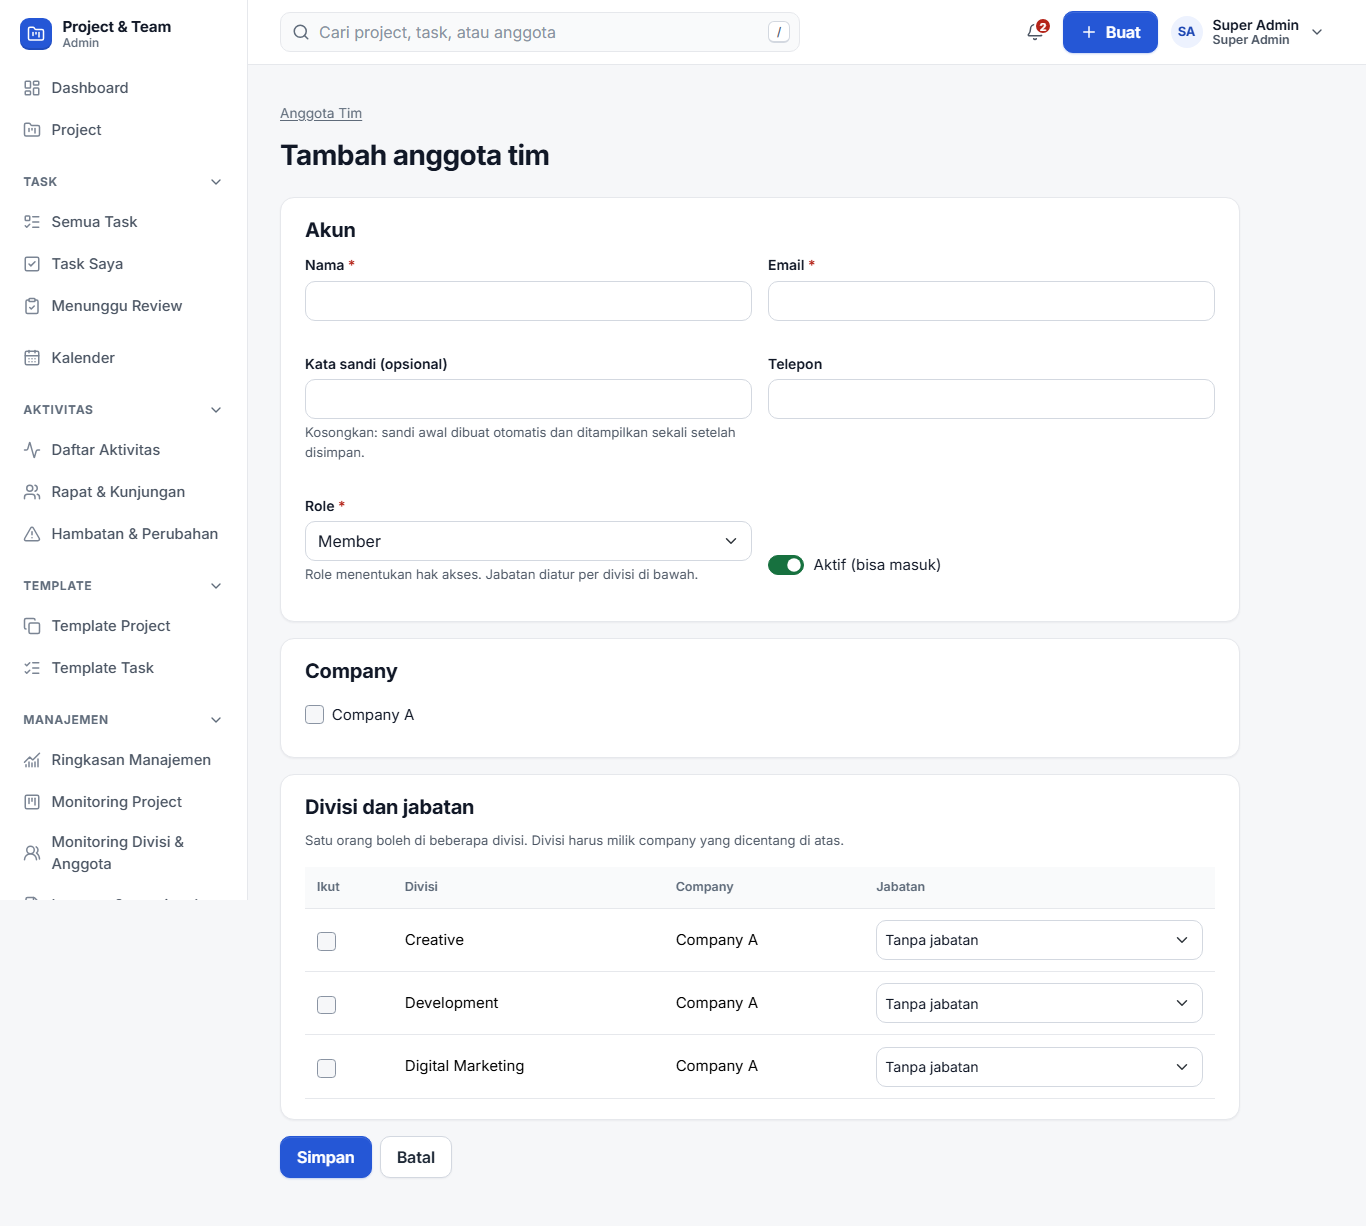 Project & Team
Admin
Cari project, task, atau anggota
/
2
+ Buat
SA
Super Admin
Super Admin
Dashboard
Project
TASK
Semua Task
Task Saya
Menunggu Review
Kalender
AKTIVITAS
Daftar Aktivitas
Rapat & Kunjungan
Hambatan & Perubahan
TEMPLATE
Template Project
Template Task
MANAJEMEN
Ringkasan Manajemen
Monitoring Project
Monitoring Divisi &
Anggota
Anggota Tim
Tambah anggota tim
Akun
Nama *
Email *
Kata sandi (opsional)
Telepon
Kosongkan: sandi awal dibuat otomatis dan ditampilkan sekali setelah
disimpan.
Role *
Member
Aktif (bisa masuk)
Role menentukan hak akses. Jabatan diatur per divisi di bawah.
Company
Company A
Divisi dan jabatan
Satu orang boleh di beberapa divisi. Divisi harus milik company yang dicentang di atas.
Ikut Divisi Company Jabatan
Creative Company A Tanpa jabatan
Development Company A Tanpa jabatan
Digital Marketing Company A Tanpa jabatan
Simpan
Batal